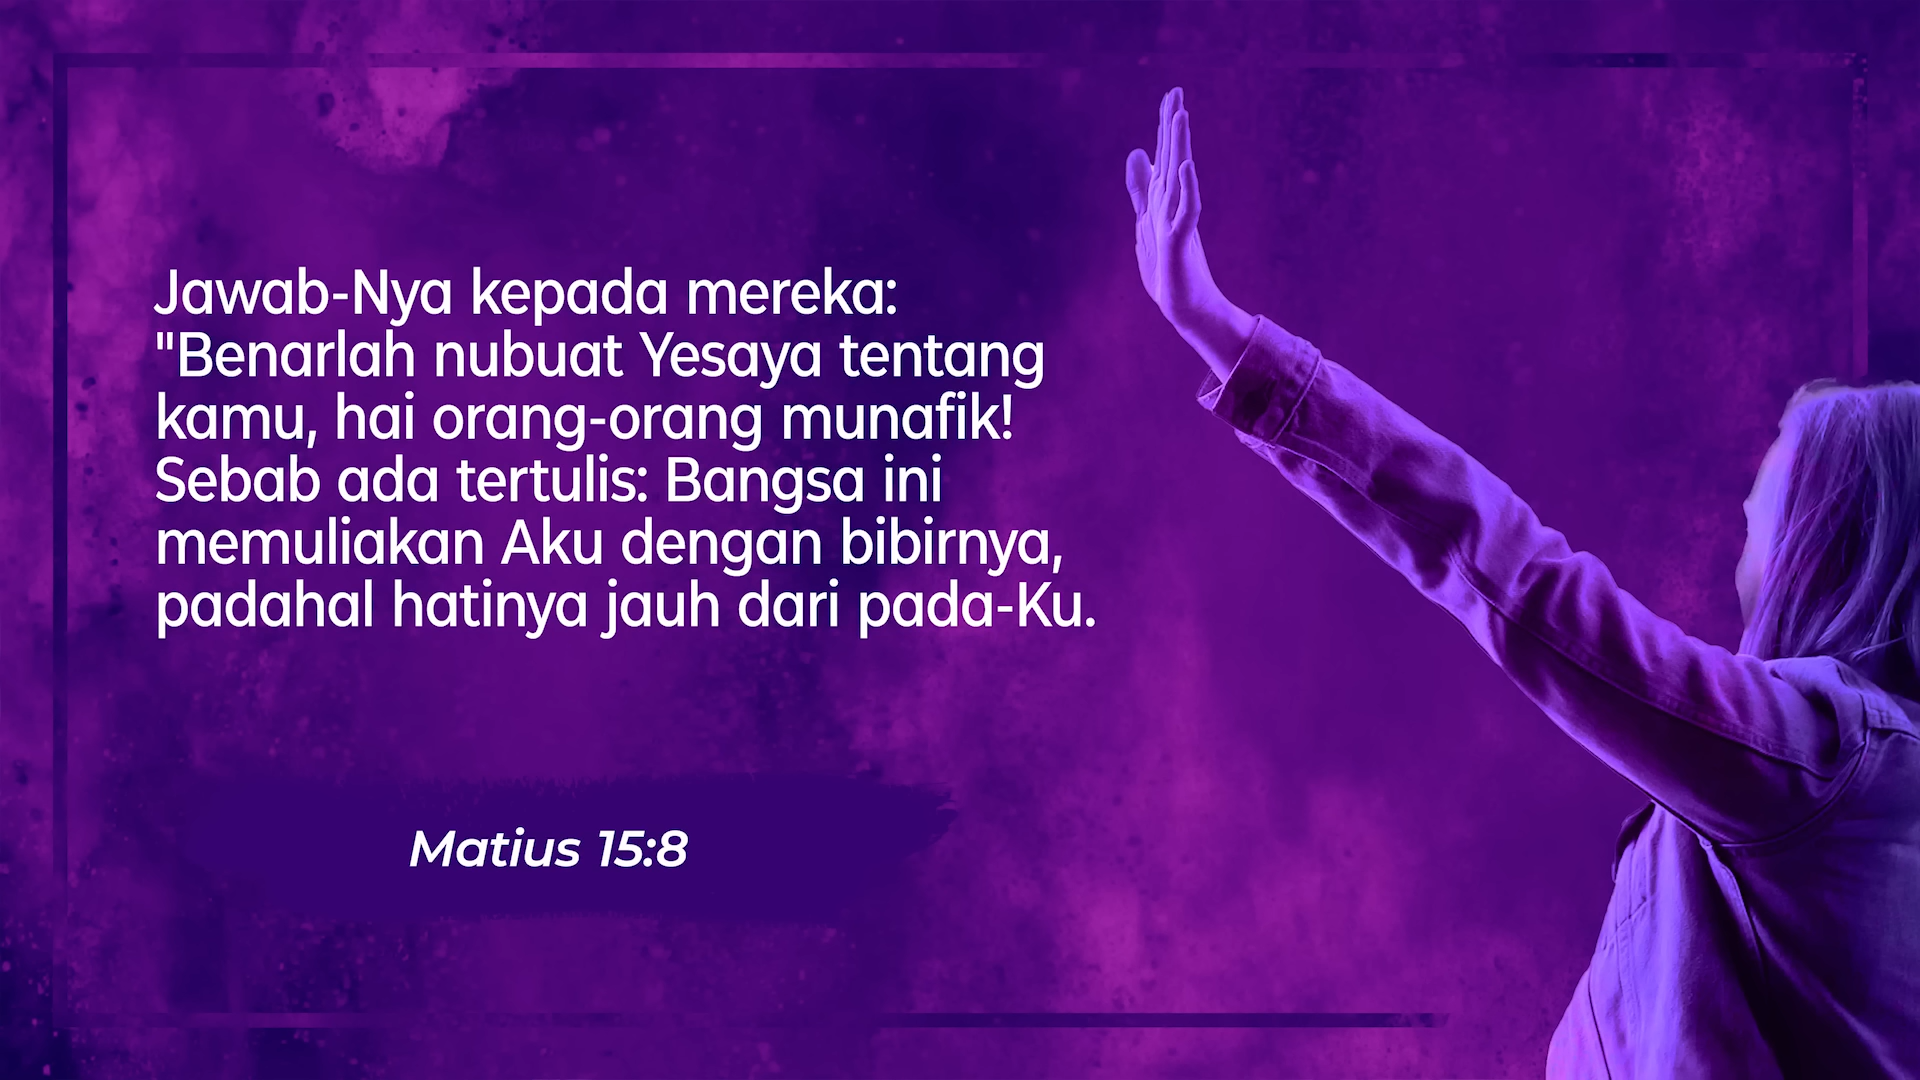 Jawab-Nya kepada mereka:
"Benarlah nubuat Yesaya tentang
kamu, hai orang-orang munafik!
Sebab ada tertulis: Bangsa ini
memuliakan Aku dengan bibirnya,
padahal hatinya jauh dari pada-Ku.
Matius 15:8